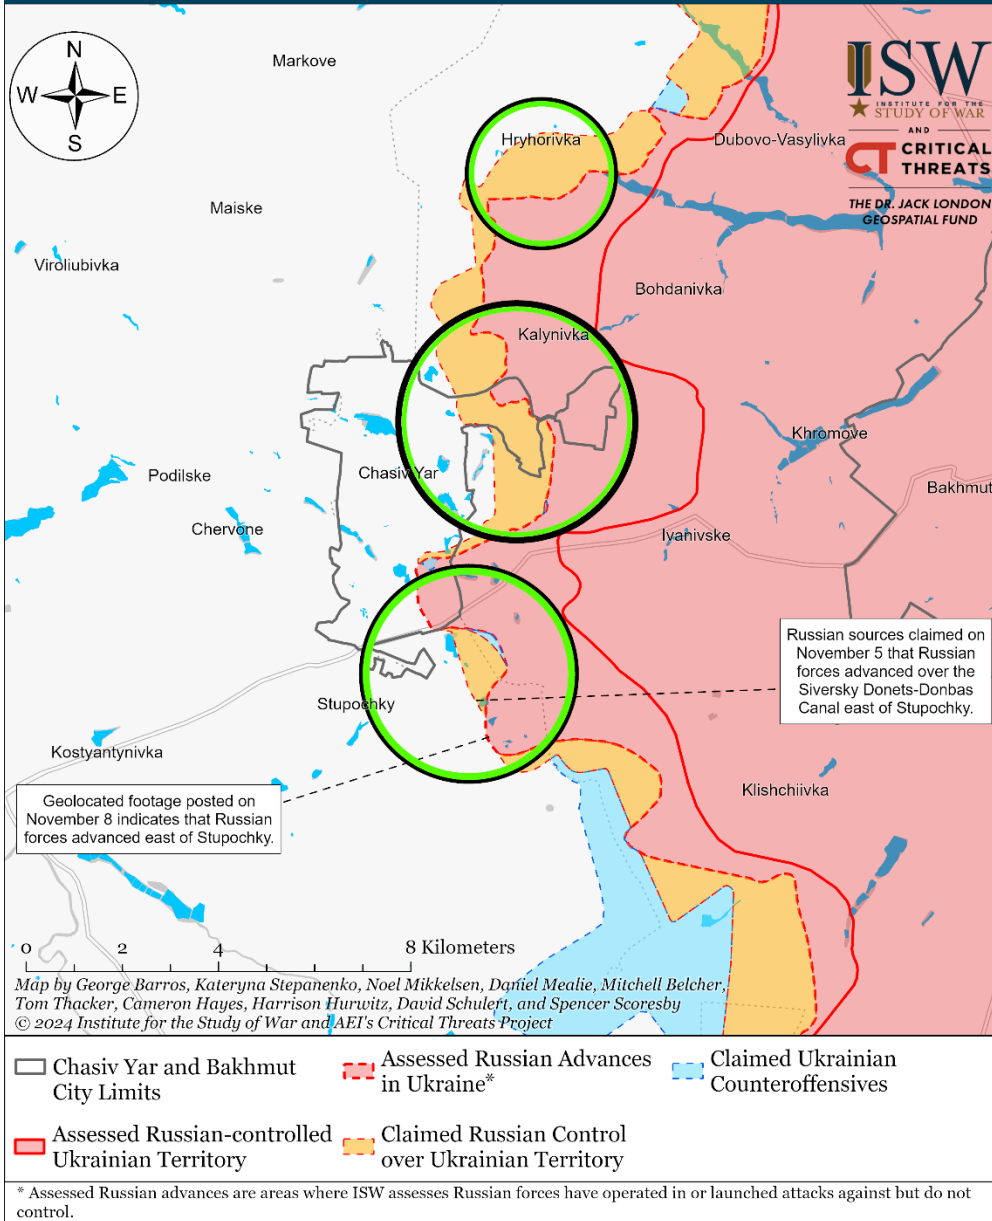 N
W
E
S
Markove
ISW
INSTITUTE FOR THE
STUDY OF WAR
AND
CT CRITICAL
THREATS
THE DR. JACK LONDON
GEOSPATIAL FUND
Hryhorivka
Dubovo-Vasylivka
Maiske
Viroliubivka
Bohdanivka
Kalynivka
Khromove
Podilske
Chasiv Yar
Bakhmut
Chervone
Ivanivske
Russian sources claimed on
November 5 that Russian
forces advanced over the
Siversky Donets-Donbas
Canal east of Stupochky.
Stupochky
Kostyantynivka
Klishchiivka
Geolocated footage posted on
November 8 indicates that Russian
forces advanced east of Stupochky.
0 2 4 8 Kilometers
Map by George Barros, Kateryna Stepanenko, Noel Mikkelsen, Daniel Mealie, Mitchell Belcher,
Tom Thacker, Cameron Hayes, Harrison Hurwitz, David Schulert, and Spencer Scoresby
© 2024 Institute for the Study of War and AEI's Critical Threats Project
Chasiv Yar and Bakhmut
City Limits
Assessed Russian Advances
in Ukraine*
Claimed Ukrainian
Counteroffensives
Assessed Russian-controlled
Ukrainian Territory
Claimed Russian Control
over Ukrainian Territory
* Assessed Russian advances are areas where ISW assesses Russian forces have operated in or launched attacks against but do not
control.